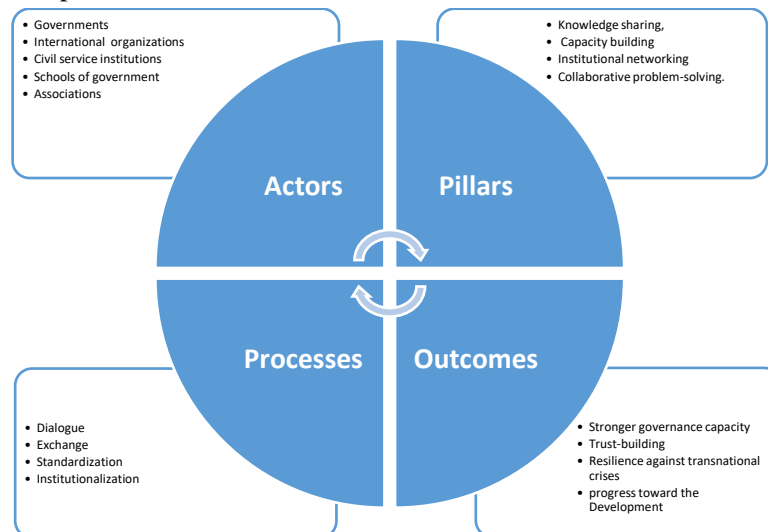 • Governments
• International organizations
• Civil service institutions
• Schools of government
• Associations
• Knowledge sharing,
• Capacity building
• Institutional networking
• Collaborative problem-solving.
Actors
Pillars
Processes
Outcomes
• Dialogue
• Exchange
• Standardization
• Institutionalization
• Stronger governance capacity
• Trust-building
• Resilience against transnational
crises
• progress toward the
Development